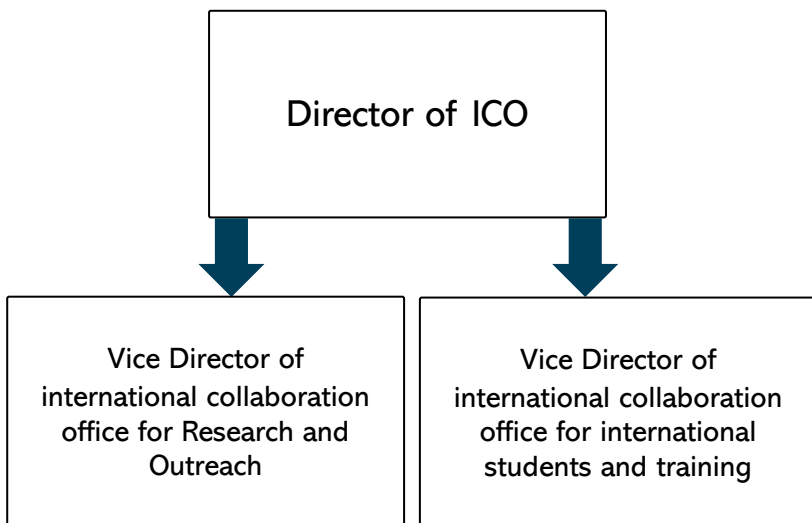 Director of ICO
Vice Director of
international collaboration
office for Research and
Outreach
Vice Director of
international collaboration
office for international
students and training